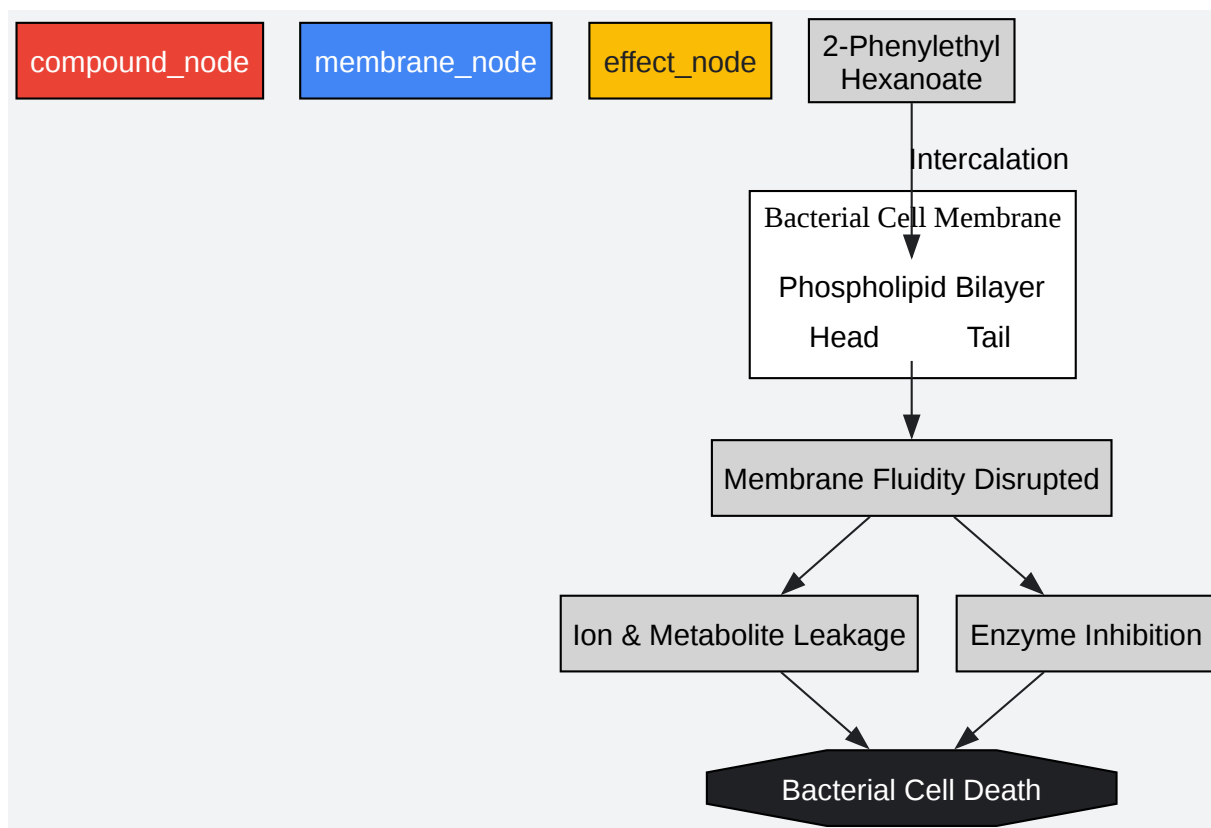 compound_node
membrane_node
effect_node
2-Phenylethyl
Hexanoate
Intercalation
Bacterial Cell Membrane
Phospholipid Bilayer
Head
Tail
Membrane Fluidity Disrupted
Ion & Metabolite Leakage
Enzyme Inhibition
Bacterial Cell Death